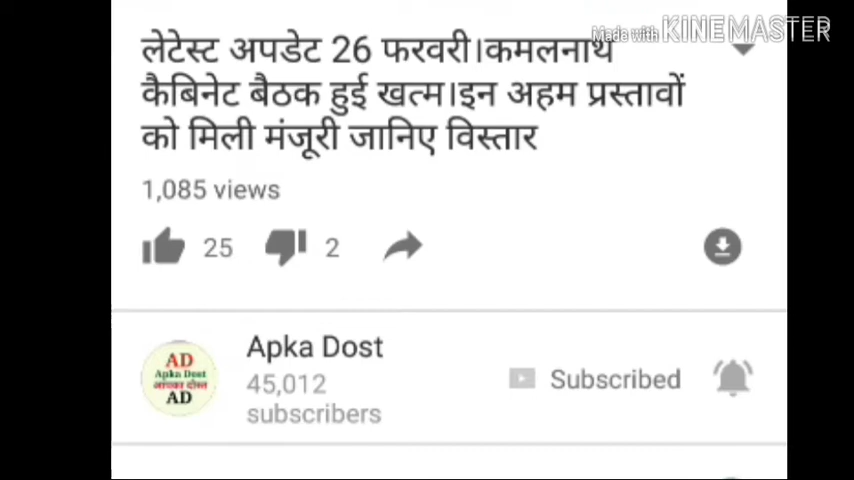 Made with KINEMASTER
लेटेस्ट अपडेट 26 फरवरी।कमलनाथ
कैबिनेट बैठक हुई खत्म।इन अहम प्रस्तावों
को मिली मंजूरी जानिए विस्तार
1,085 views
25
2
AD
Apka Dost
आपका दोस्त
AD
Apka Dost
45,012
subscribers
Subscribed